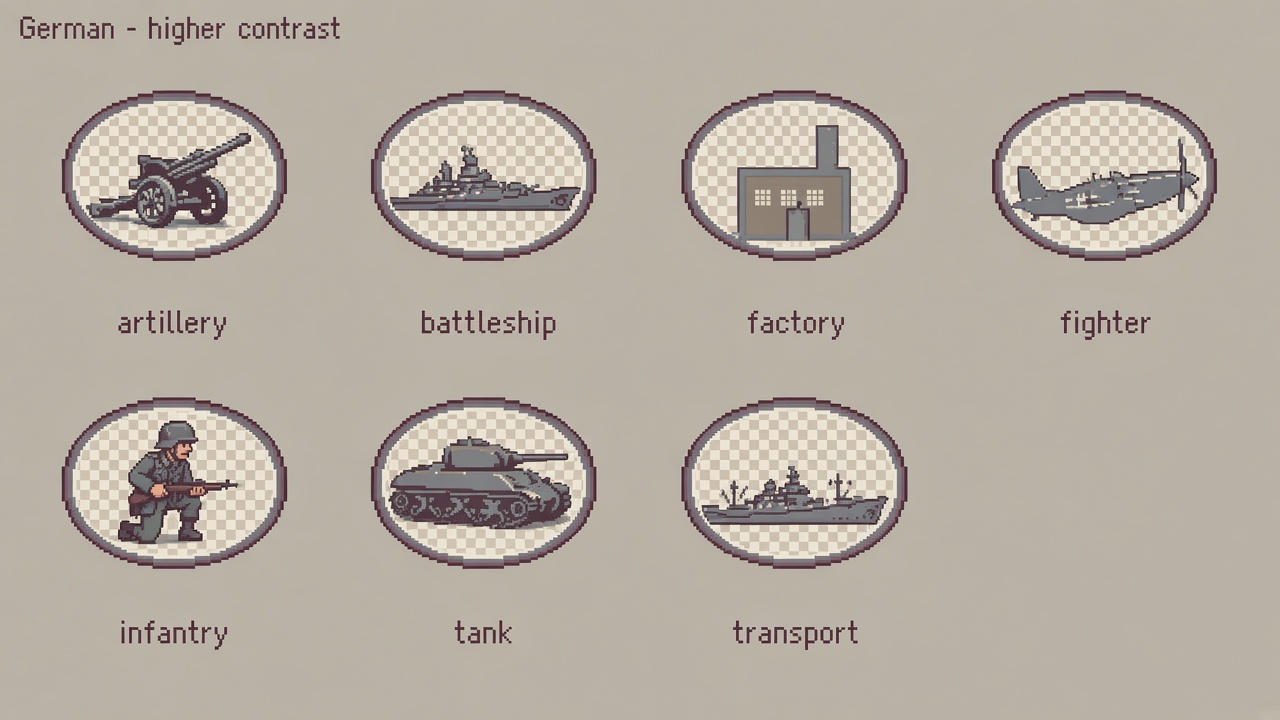 German - higher contrast
artillery
battleship
factory
fighter
infantry
tank
transport